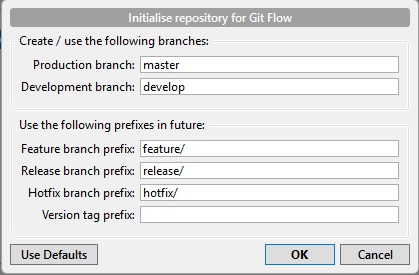 Initialise repository for Git Flow
Create / use the following branches:
Production branch: master
Development branch: develop
Use the following prefixes in future:
Feature branch prefix: feature/
Release branch prefix: release/
Hotfix branch prefix: hotfix/
Version tag prefix:
Use Defaults OK Cancel